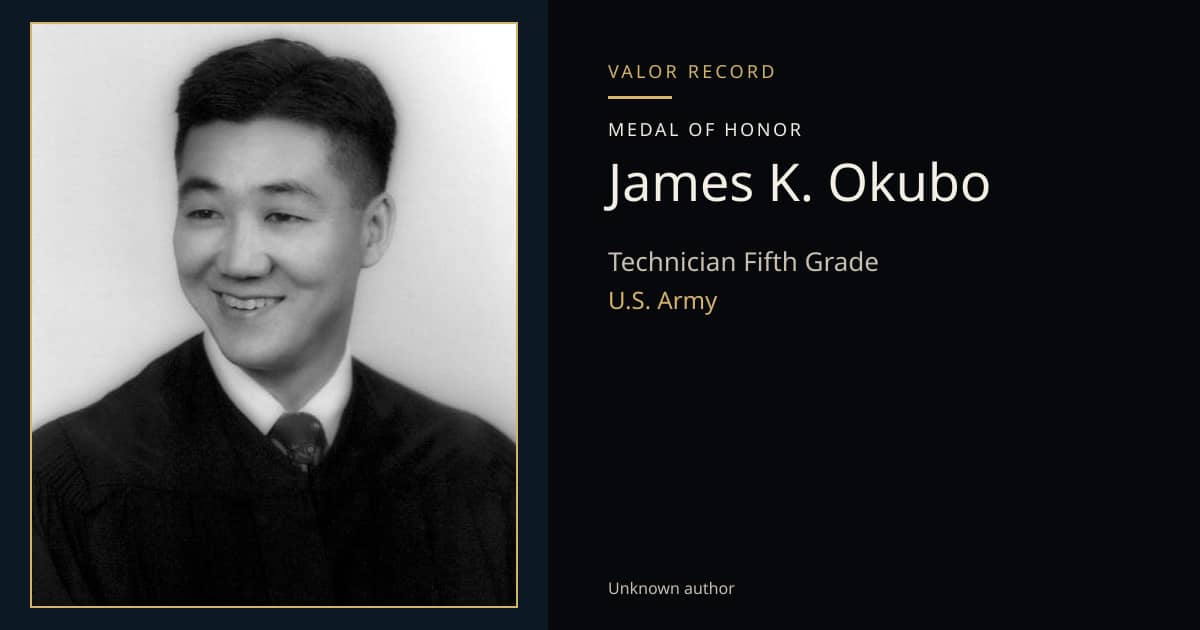 VALOR RECORD
MEDAL OF HONOR
James K. Okubo
Technician Fifth Grade
U.S. Army
Unknown author